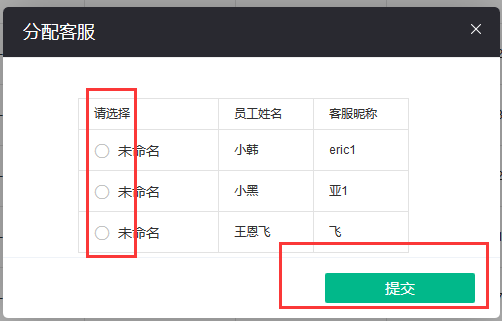 分配客服
请选择 员工姓名 客服昵称
未命名 小韩 eric1
未命名 小黑 亚1
未命名 王恩飞 飞
提交